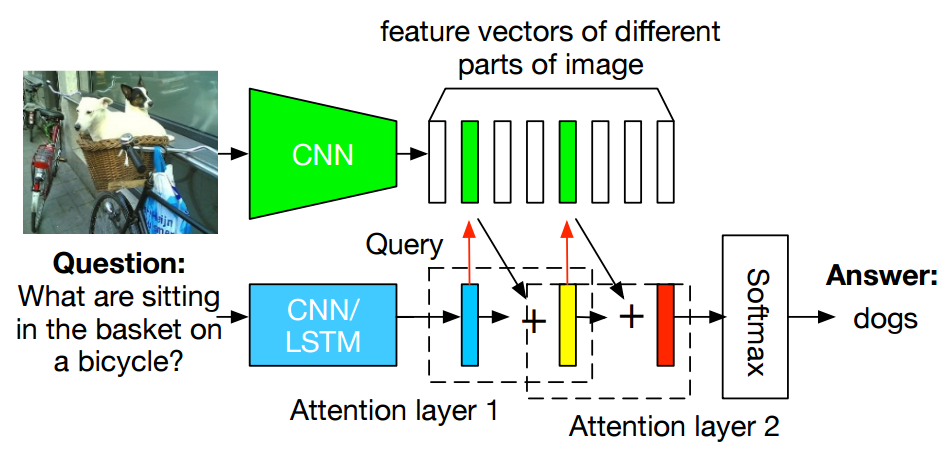 feature vectors of different
parts of image
CNN
Query
Question:
What are sitting
in the basket on
a bicycle?
CNN/
LSTM
+
+
Softmax
Answer:
dogs
Attention layer 1
Attention layer 2